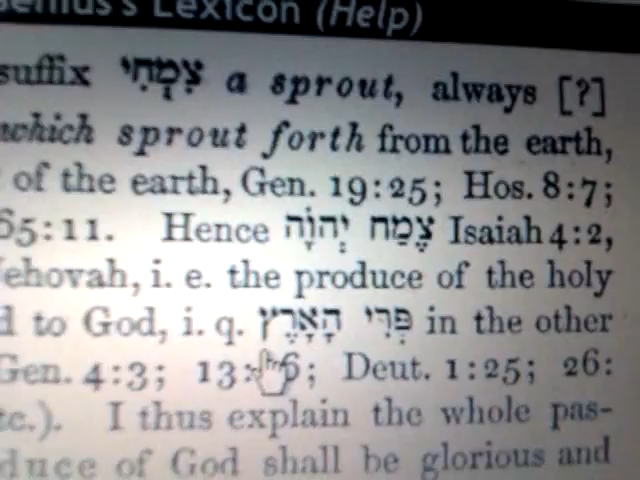 Lexicon (Help)
suffix צִמְחִי a sprout, always [?]
which sprout forth from the earth,
of the earth, Gen. 19:25; Hos. 8:7;
65:11. Hence צֶמַח יְהוָֹה Isaiah 4:2,
Jehovah, i. e. the produce of the holy
to God, i. q. פְּרִי הָאָרֶץ in the other
Gen. 4:3; Deut. 1:25; 26:
etc.). I thus explain the whole pas-
duce of God shall be glorious and